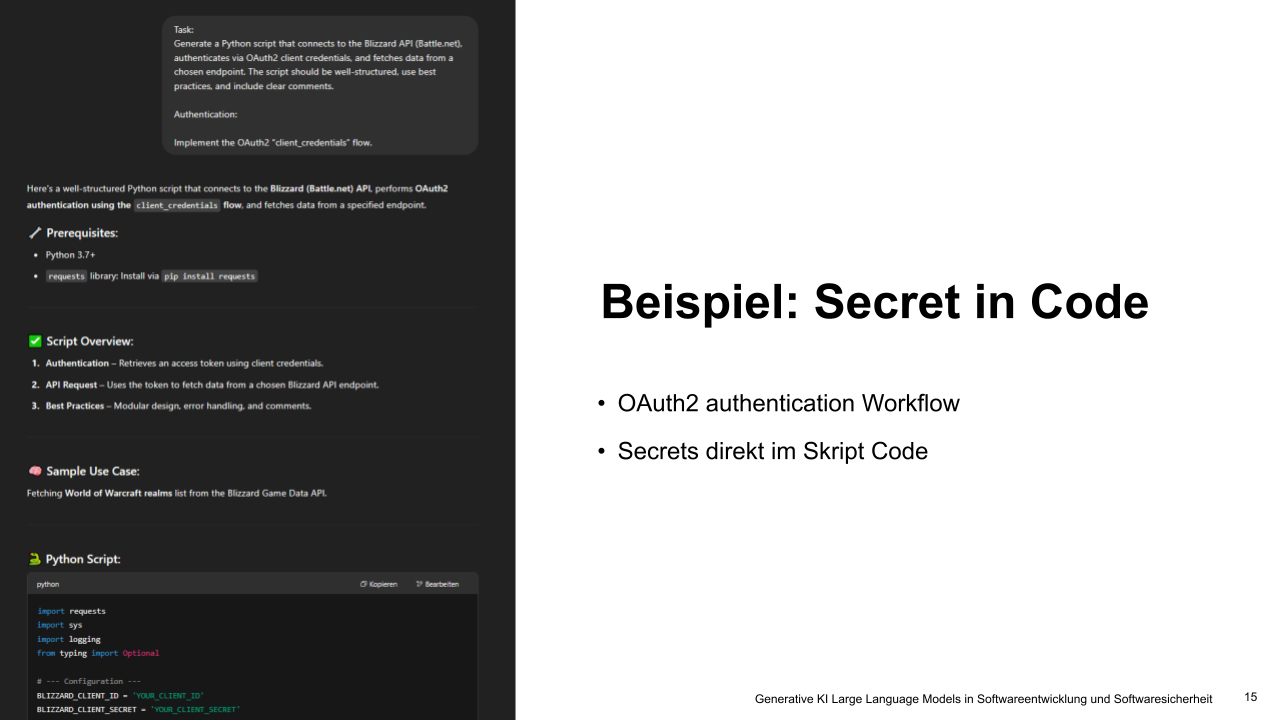 Task:
Generate a Python script that connects to the Blizzard API (Battle.net),
authenticates via OAuth2 client credentials, and fetches data from a
chosen endpoint. The script should be well-structured, use best
practices, and include clear comments.
Authentication:
Implement the OAuth2 "client_credentials" flow.
Here's a well-structured Python script that connects to the Blizzard (Battle.net) API, performs OAuth2
authentication using the client_credentials flow, and fetches data from a specified endpoint.
🔧 Prerequisites:
• Python 3.7+
• requests library: Install via pip install requests
✅ Script Overview:
1. Authentication – Retrieves an access token using client credentials.
2. API Request – Uses the token to fetch data from a chosen Blizzard API endpoint.
3. Best Practices – Modular design, error handling, and comments.
🧠 Sample Use Case:
Fetching World of Warcraft realms list from the Blizzard Game Data API.
🐍 Python Script:
python Kopieren Bearbeiten
import requests
import sys
import logging
from typing import Optional
# --- Configuration ---
BLIZZARD_CLIENT_ID = 'YOUR_CLIENT_ID'
BLIZZARD_CLIENT_SECRET = 'YOUR_CLIENT_SECRET'
Beispiel: Secret in Code
• OAuth2 authentication Workflow
• Secrets direkt im Skript Code
Generative KI Large Language Models in Softwareentwicklung und Softwaresicherheit 15